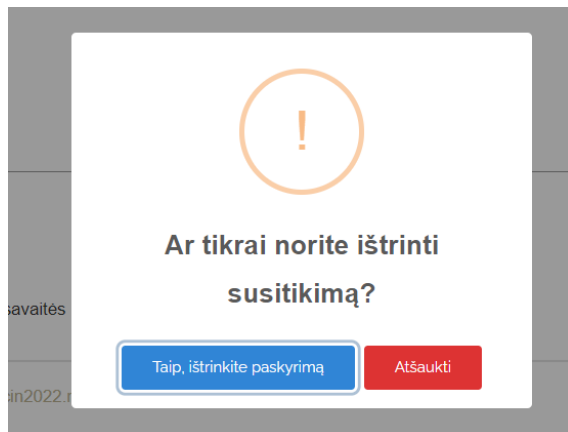 !
Ar tikrai norite ištrinti
susitikimą?
savaitės
Taip, ištrinkite paskyrimą
Atšaukti